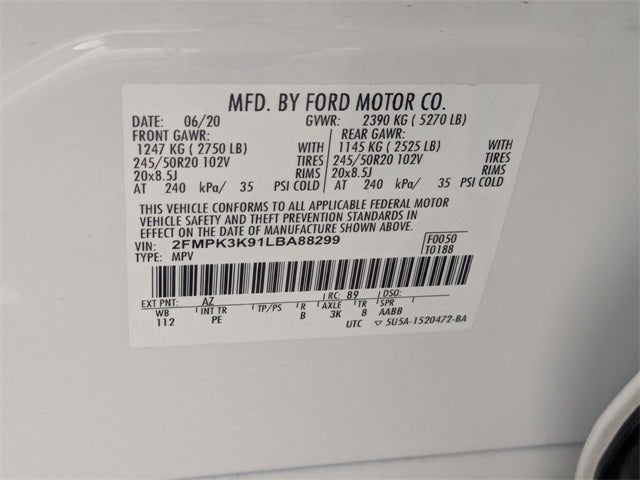 MFD. BY FORD MOTOR CO.
DATE: 06/20 GVWR: 2390 KG ( 5270 LB)
FRONT GAWR: REAR GAWR:
1247 KG ( 2750 LB) WITH 1145 KG ( 2525 LB) WITH
245/50R20 102V TIRES 245/50R20 102V TIRES
20x8.5J RIMS 20x8.5J RIMS
AT 240 kPa/ 35 PSI COLD AT 240 kPa/ 35 PSI COLD
THIS VEHICLE CONFORMS TO ALL APPLICABLE FEDERAL MOTOR
VEHICLE SAFETY AND THEFT PREVENTION STANDARDS IN
EFFECT ON THE DATE OF MANUFACTURE SHOWN ABOVE.
VIN: 2FMPK3K91LBA88299 F0050
TYPE: MPV T0188
EXT PNT: AZ RC: 89 DSO:
WB INT TR TP/PS R AXLE TR SPR
112 PE B 3K 8 AABB
UTC ▽ 5U5A-1520472-BA